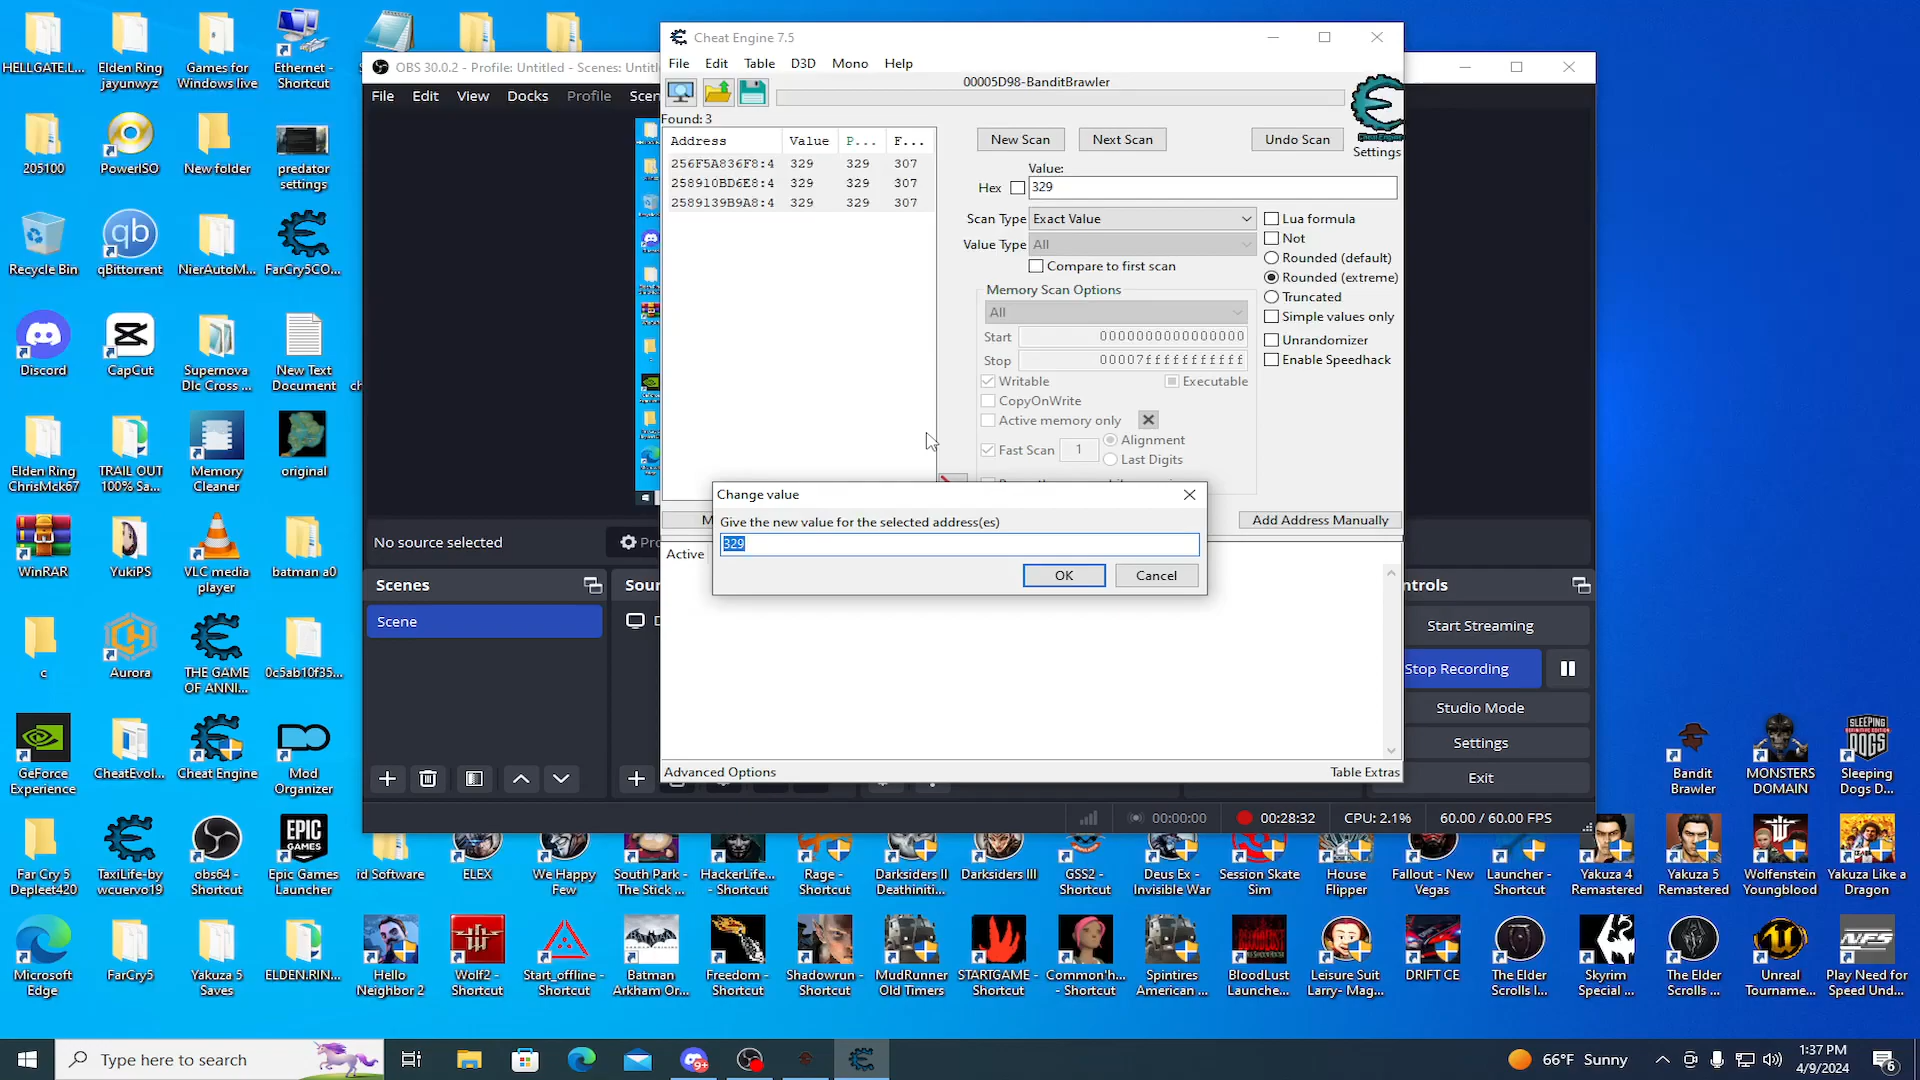 HELLGATE.L...
Elden Ring
jayunwyz
Games for
Windows live
Ethernet -
Shortcut
205100
PowerISO
New folder
predator
settings
Recycle Bin
qBittorrent
NierAutoM...
FarCry5CO...
Discord
CapCut
Supernova
Dlc Cross ...
New Text
Document
Elden Ring
ChrisMck67
TRAIL OUT
100% Sa...
Memory
Cleaner
original
WinRAR
YukiPS
VLC media
player
batman a0
c
Aurora
THE GAME
OF ANNI...
0c5ab10f35...
GeForce
Experience
CheatEvol...
Cheat Engine
Mod
Organizer
Far Cry 5
Depleet420
TaxiLife-by
wcuervo19
obs64 -
Shortcut
Epic Games
Launcher
Microsoft
Edge
FarCry5
Yakuza 5
Saves
ELDEN.RIN...
OBS 30.0.2 - Profile: Untitled - Scenes: Untitl
File Edit View Docks Profile Scen
No source selected
Pro
Scenes
Sour
Scene
D
ntrols
Start Streaming
Stop Recording
Studio Mode
Settings
Exit
00:00:00
00:28:32
CPU: 2.1%
60.00 / 60.00 FPS
Cheat Engine 7.5
File Edit Table D3D Mono Help
00005D98-BanditBrawler
Found: 3
Address Value P... F...
256F5A836F8:4 329 329 307
258910BD6E8:4 329 329 307
2589139B9A8:4 329 329 307
New Scan
Next Scan
Undo Scan
Cheat Engine
Settings
Value:
Hex 329
Scan Type Exact Value
Value Type All
Compare to first scan
Lua formula
Not
Rounded (default)
Rounded (extreme)
Truncated
Simple values only
Unrandomizer
Enable Speedhack
Memory Scan Options
All
Start 0000000000000000
Stop 00007fffffffffff
Writable
Executable
CopyOnWrite
Active memory only
Fast Scan 1
Alignment
Last Digits
M
Add Address Manually
Active
Change value
Give the new value for the selected address(es)
329
OK
Cancel
Advanced Options
Table Extras
Bandit
Brawler
MONSTERS
DOMAIN
SLEEPING
DOGS
Sleeping
Dogs D...
id Software
ELEX
We Happy
Few
South Park -
The Stick ...
HackerLife...
- Shortcut
Rage -
Shortcut
Darksiders II
Deathiniti...
Darksiders III
GSS2 -
Shortcut
Deus Ex -
Invisible War
Session Skate
Sim
House
Flipper
Fallout - New
Vegas
Launcher -
Shortcut
Yakuza 4
Remastered
Yakuza 5
Remastered
Wolfenstein
Youngblood
Yakuza Like a
Dragon
Hello
Neighbor 2
Wolf2 -
Shortcut
Start_offline -
Shortcut
Batman
Arkham Or...
Freedom -
Shortcut
Shadowrun -
Shortcut
MudRunner
Old Timers
STARTGAME -
- Shortcut
Common'h...
- Shortcut
Spintires
American ...
BloodLust
Launche...
Leisure Suit
Larry- Mag...
DRIFT CE
The Elder
Scrolls I...
Skyrim
Special ...
The Elder
Scrolls ...
Unreal
Tourname...
Play Need for
Speed Und...
Type here to search
9+
66°F Sunny
1:37 PM
4/9/2024
6